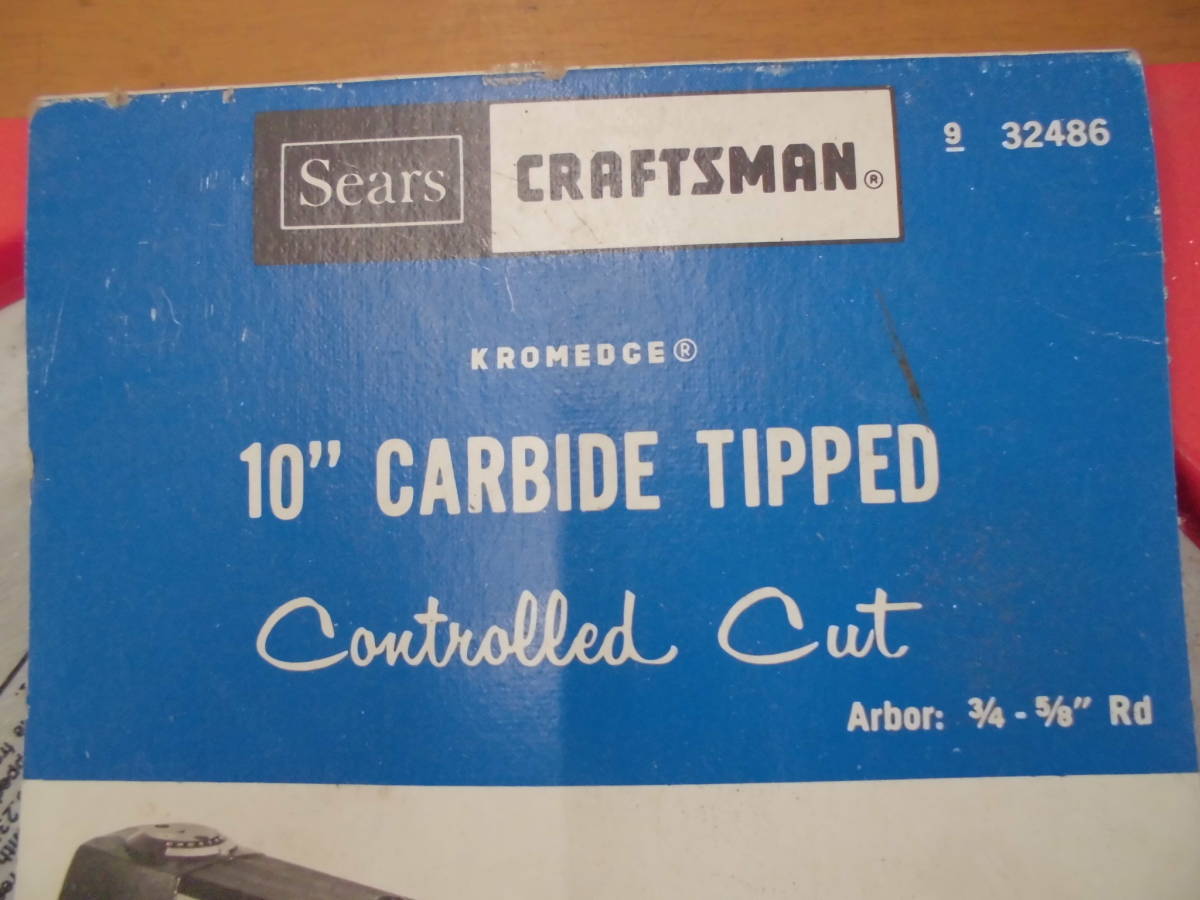 Sears CRAFTSMAN® 9 32486
KROMEDGE®
10" CARBIDE TIPPED
Controlled Cut
Arbor: 3/4 - 5/8" Rd